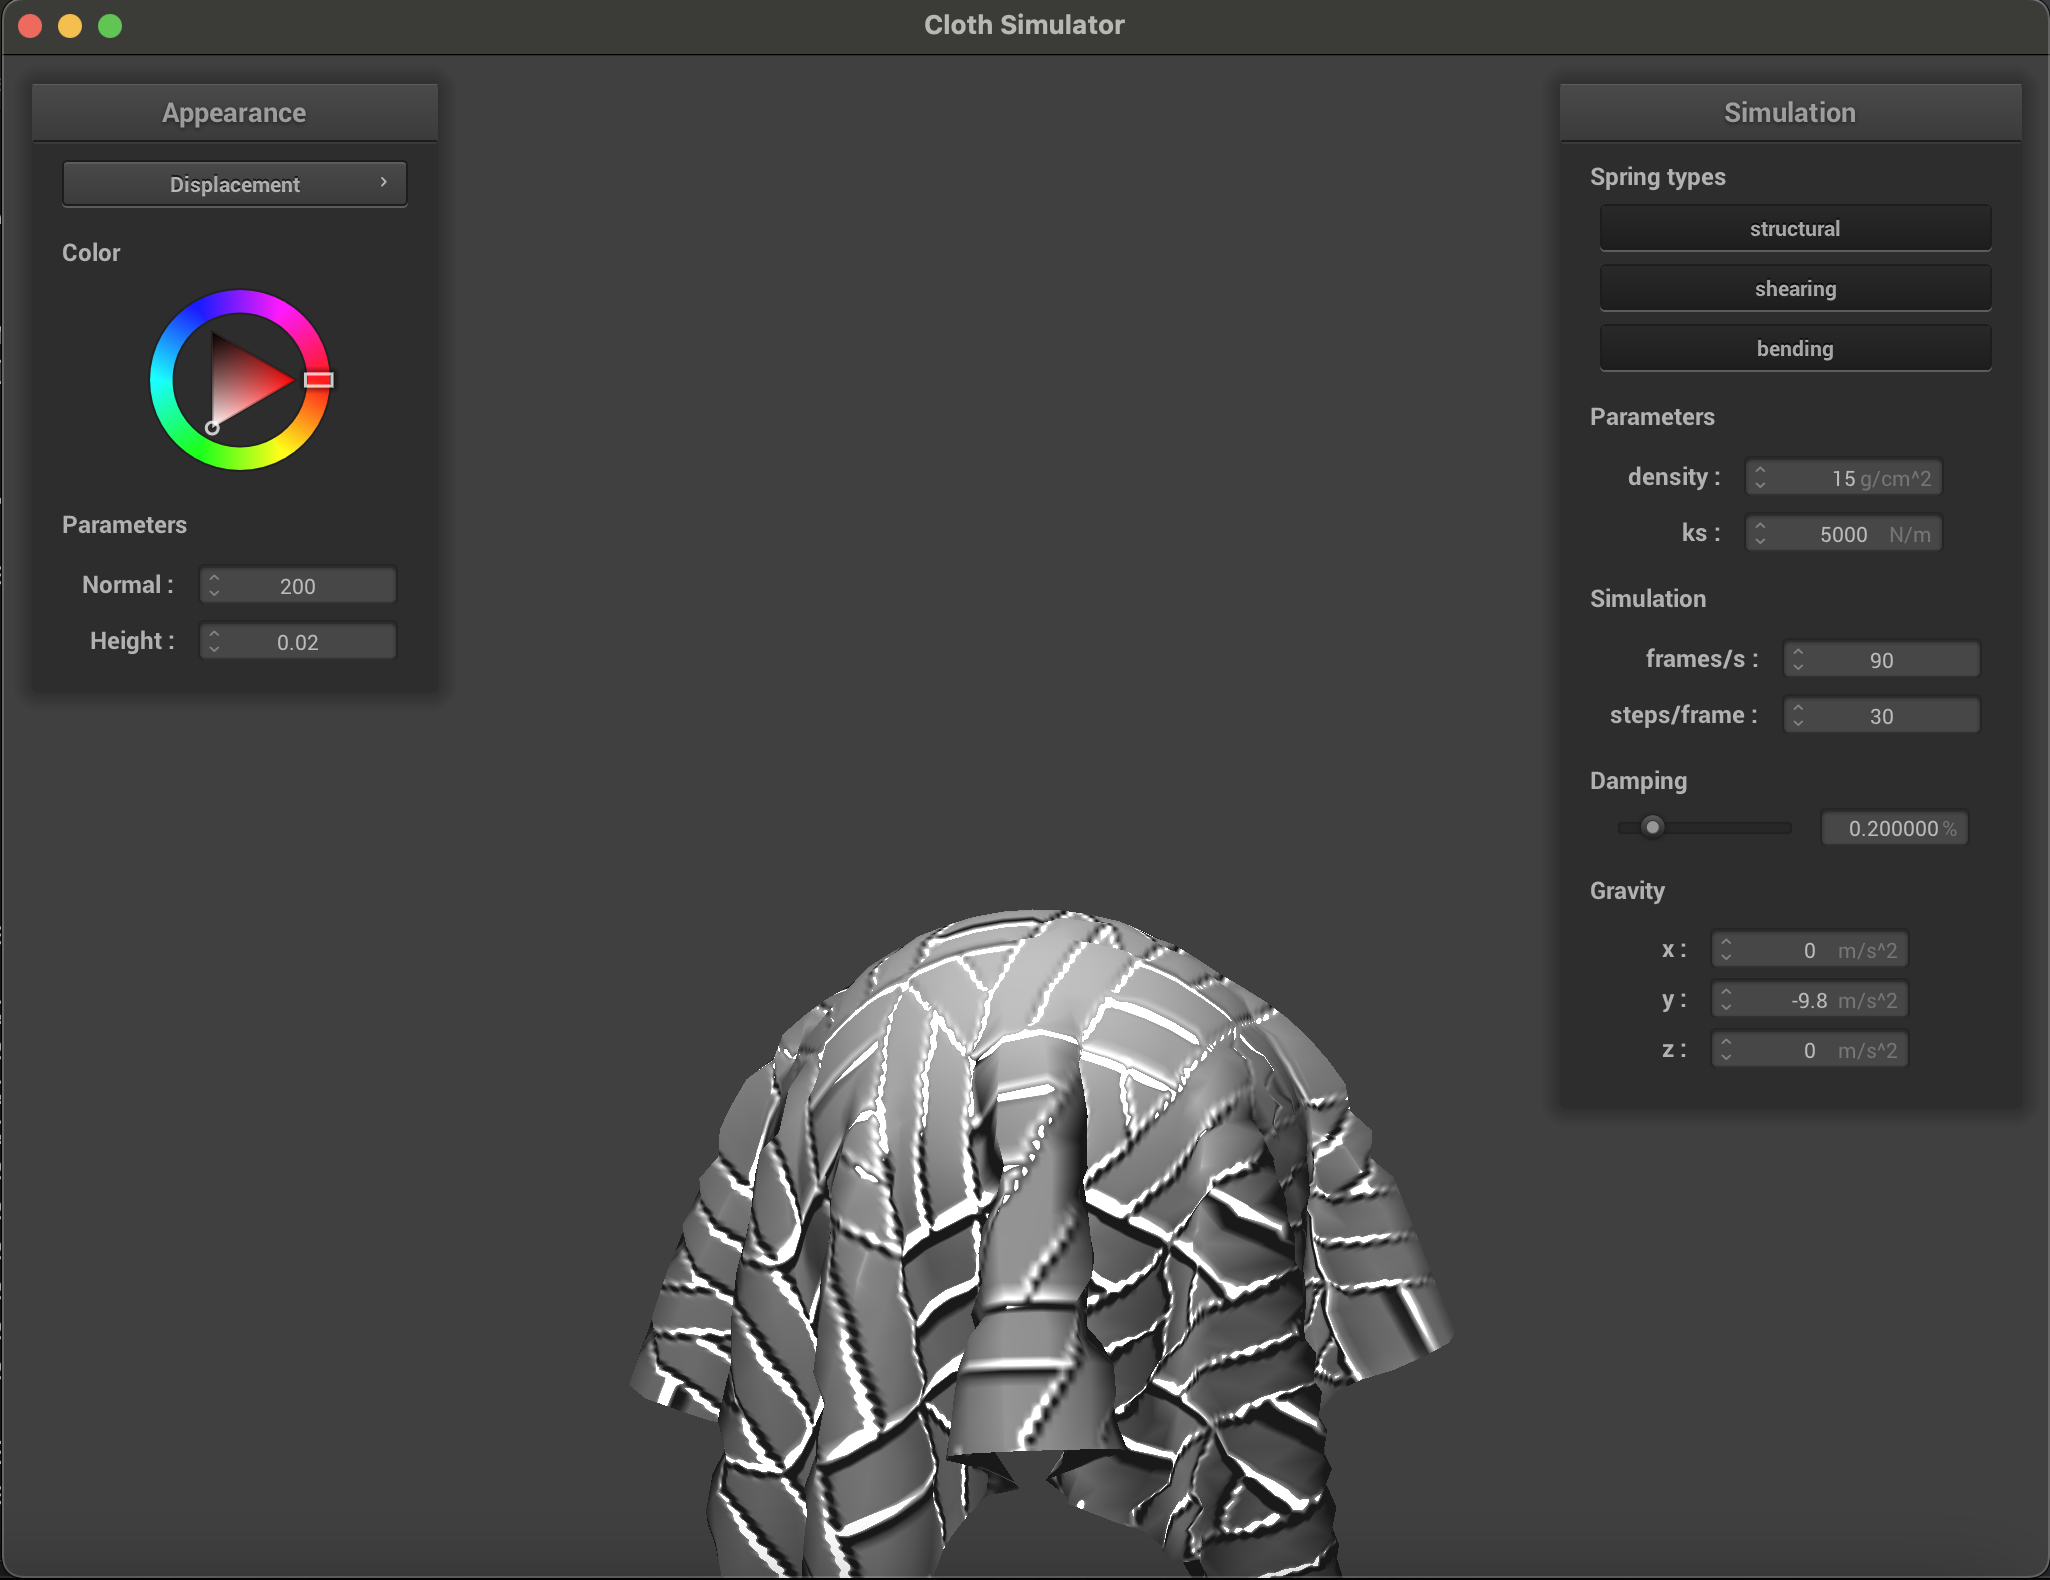 Cloth Simulator
Appearance
Displacement
Color
Parameters
Normal : 200
Height : 0.02
Simulation
Spring types
structural
shearing
bending
Parameters
density : 15 g/cm^2
ks : 5000 N/m
Simulation
frames/s : 90
steps/frame : 30
Damping
0.200000 %
Gravity
x : 0 m/s^2
y : -9.8 m/s^2
z : 0 m/s^2